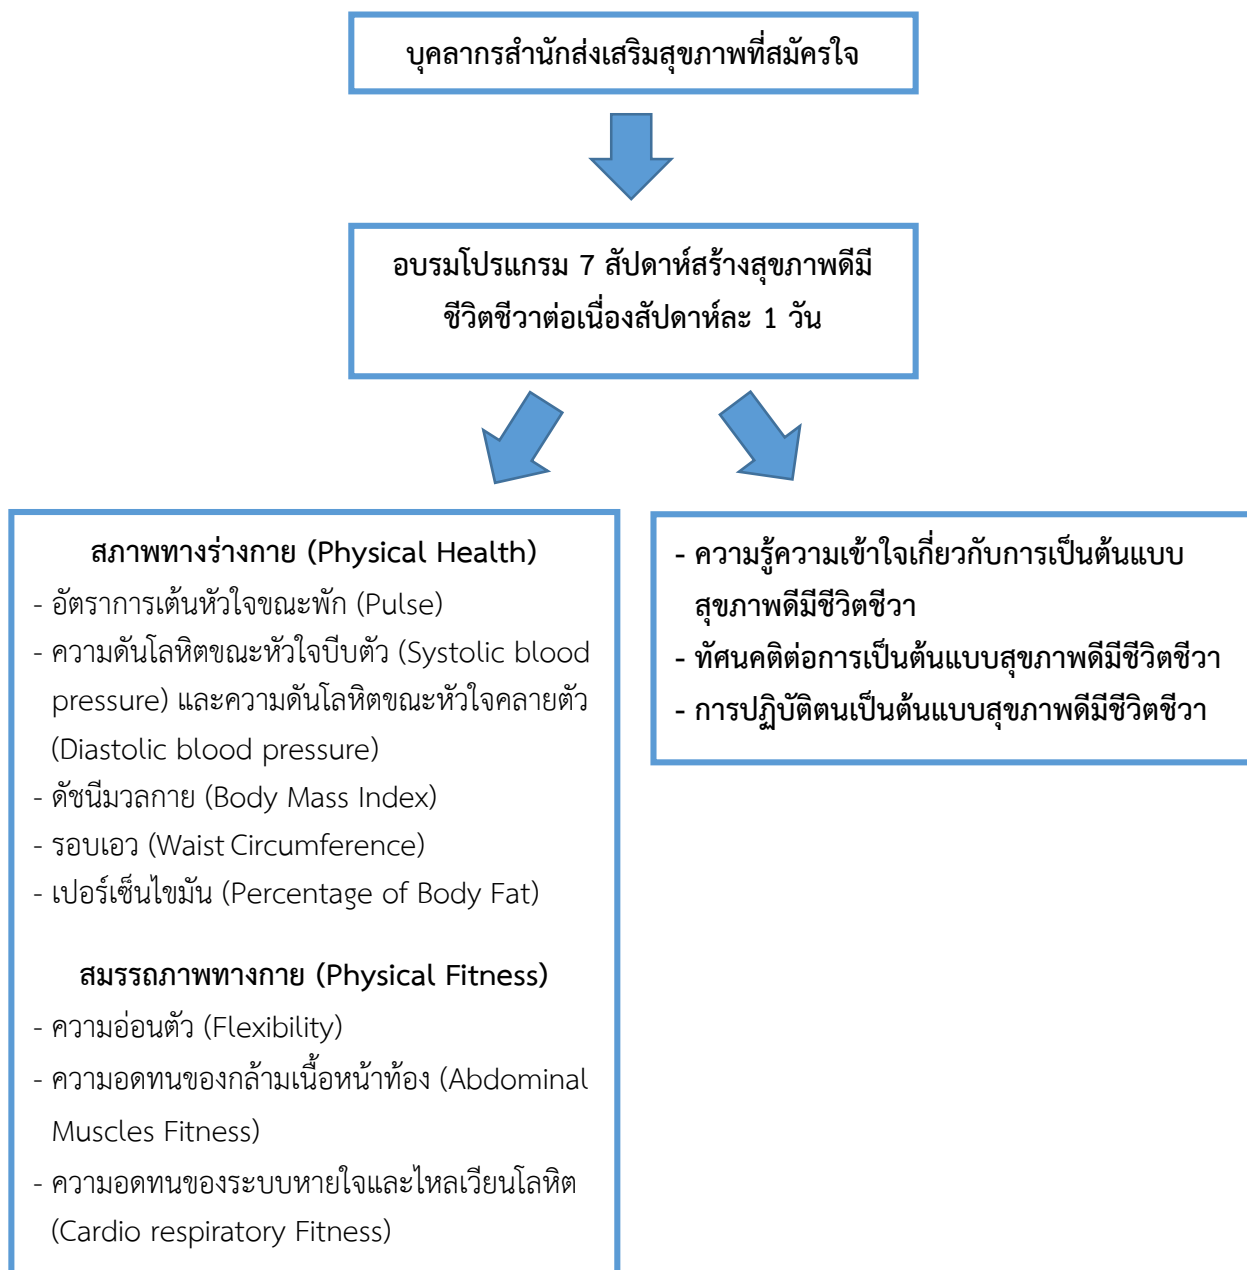 บุคลากรสำนักส่งเสริมสุขภาพที่สมัครใจ
อบรมโปรแกรม 7 สัปดาห์สร้างสุขภาพดีมี
ชีวิตชีวาต่อเนื่องสัปดาห์ละ 1 วัน
สภาพทางร่างกาย (Physical Health)
- อัตราการเต้นหัวใจขณะพัก (Pulse)
- ความดันโลหิตขณะหัวใจบีบตัว (Systolic blood
pressure) และความดันโลหิตขณะหัวใจคลายตัว
(Diastolic blood pressure)
- ดัชนีมวลกาย (Body Mass Index)
- รอบเอว (Waist Circumference)
- เปอร์เซ็นไขมัน (Percentage of Body Fat)
สมรรถภาพทางกาย (Physical Fitness)
- ความอ่อนตัว (Flexibility)
- ความอดทนของกล้ามเนื้อหน้าท้อง (Abdominal
Muscles Fitness)
- ความอดทนของระบบหายใจและไหลเวียนโลหิต
(Cardio respiratory Fitness)
- ความรู้ความเข้าใจเกี่ยวกับการเป็นต้นแบบ
สุขภาพดีมีชีวิตชีวา
- ทัศนคติต่อการเป็นต้นแบบสุขภาพดีมีชีวิตชีวา
- การปฏิบัติตนเป็นต้นแบบสุขภาพดีมีชีวิตชีวา